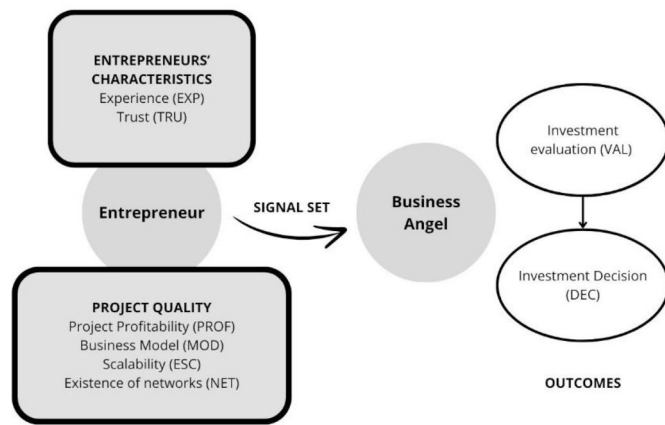 ENTREPRENEURS'
CHARACTERISTICS
Experience (EXP)
Trust (TRU)
Entrepreneur
SIGNAL SET
Business
Angel
Investment
evaluation (VAL)
Investment Decision
(DEC)
PROJECT QUALITY
Project Profitability (PROF)
Business Model (MOD)
Scalability (ESC)
Existence of networks (NET)
OUTCOMES